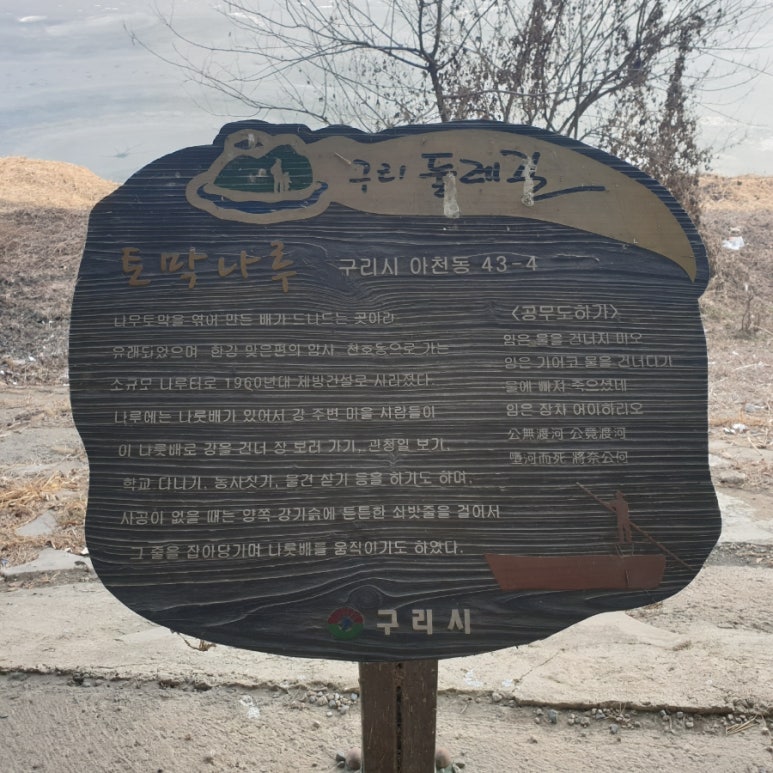 구리 둘레길
토막나루 구리시 아천동 43-4
나무토막을 엮어 만든 배가 드나드는 곳이라
유래되었으며 한강 맞은편의 암사 천호동으로 가는
소규모 나루터로 1960년대 제방건설로 사라졌다.
나루에는 나룻배가 있어서 강 주변 마을 사람들이
이 나룻배로 강을 건너 장 보러 가기, 관청일 보기,
학교 다니기, 농사짓기, 물건 싣기 등을 하기도 하며,
사공이 없을 때는 양쪽 강기슭에 튼튼한 쇠밧줄을 걸어서
그 줄을 잡아당기며 나룻배를 움직이기도 하였다.
<공무도하가>
임은 물을 건너지 마오
임은 기어코 물을 건너다가
물에 빠져 죽으셨네
임은 장차 어이하리오
公無渡河 公竟渡河
墮河而死 將奈公何
구리시